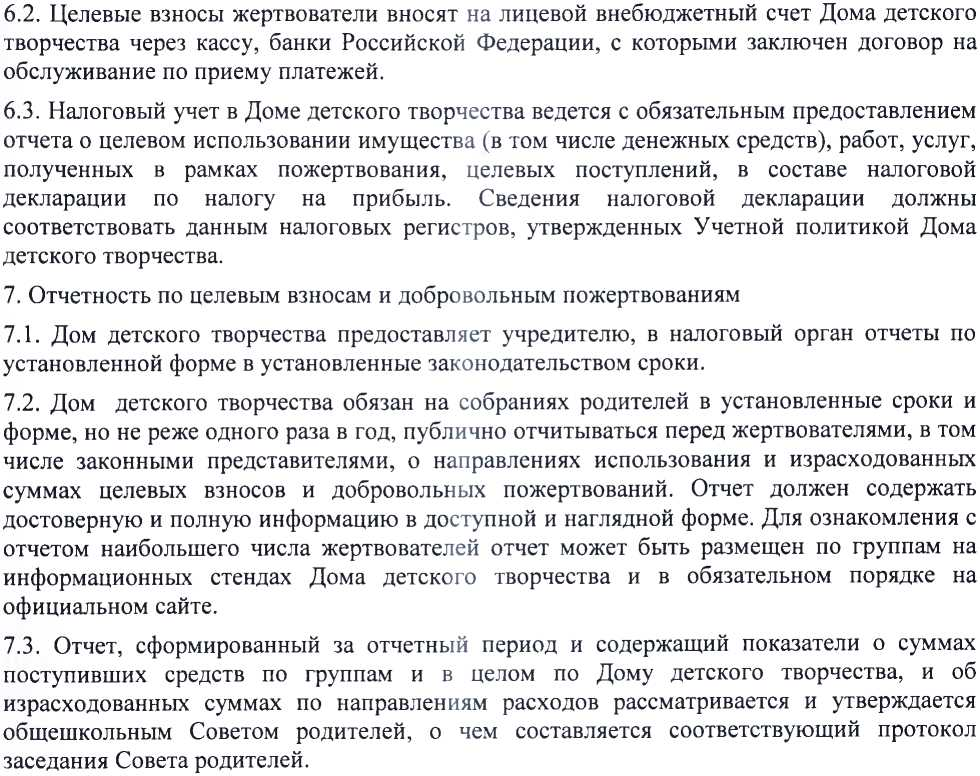 6.2. Целевые взносы жертвователи вносят на лицевой внебюджетный счет Дома детского
творчества через кассу, банки Российской Федерации, с которыми заключен договор на
обслуживание по приему платежей.
6.3. Налоговый учет в Доме детского творчества ведется с обязательным предоставлением
отчета о целевом использовании имущества (в том числе денежных средств), работ, услуг,
полученных в рамках пожертвования, целевых поступлений, в составе налоговой
декларации по налогу на прибыль. Сведения налоговой декларации должны
соответствовать данным налоговых регистров, утвержденных Учетной политикой Дома
детского творчества.
7. Отчетность по целевым взносам и добровольным пожертвованиям
7.1. Дом детского творчества предоставляет учредителю, в налоговый орган отчеты по
установленной форме в установленные законодательством сроки.
7.2. Дом детского творчества обязан на собраниях родителей в установленные сроки и
форме, но не реже одного раза в год, публично отчитываться перед жертвователями, в том
числе законными представителями, о направлениях использования и израсходованных
суммах целевых взносов и добровольных пожертвований. Отчет должен содержать
достоверную и полную информацию в доступной и наглядной форме. Для ознакомления с
отчетом наибольшего числа жертвователей отчет может быть размещен по группам на
информационных стендах Дома детского творчества и в обязательном порядке на
официальном сайте.
7.3. Отчет, сформированный за отчетный период и содержащий показатели о суммах
поступивших средств по группам и в целом по Дому детского творчества, и об
израсходованных суммах по направлениям расходов рассматривается и утверждается
общешкольным Советом родителей, о чем составляется соответствующий протокол
заседания Совета родителей.